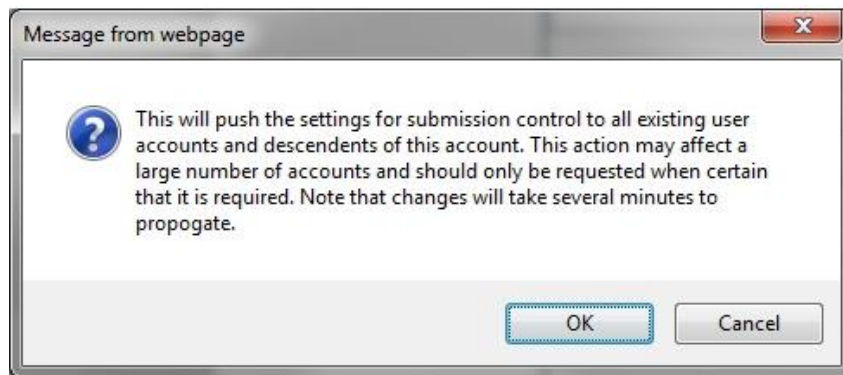 Message from webpage
This will push the settings for submission control to all existing user
accounts and descendents of this account. This action may affect a
large number of accounts and should only be requested when certain
that it is required. Note that changes will take several minutes to
propogate.
OK
Cancel